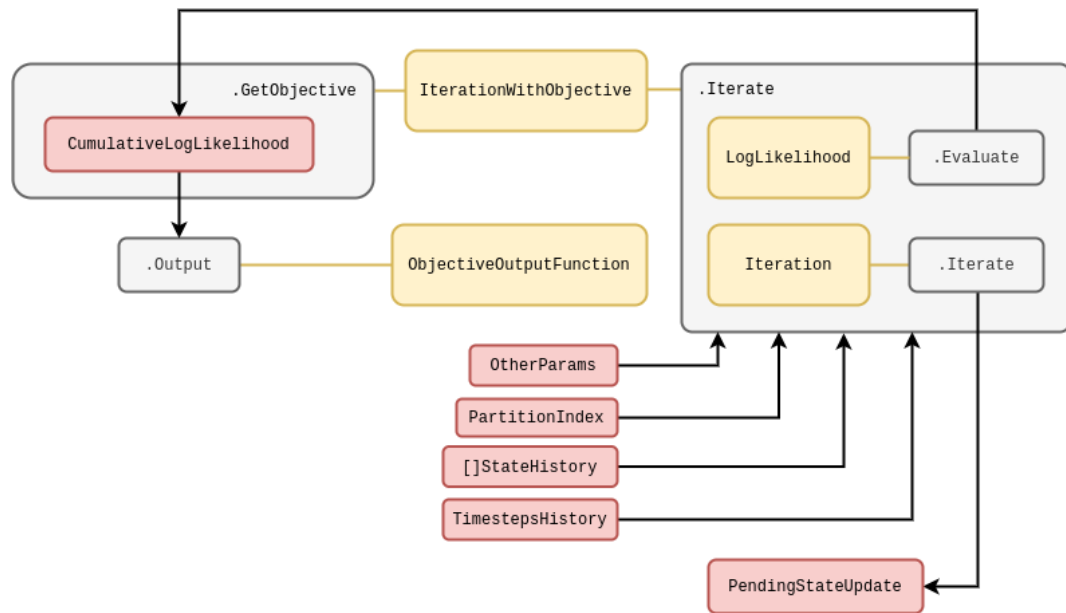 .GetObjective
IterationWithObjective
.Iterate
CumulativeLogLikelihood
LogLikelihood
.Evaluate
.Output
ObjectiveOutputFunction
Iteration
.Iterate
OtherParams
PartitionIndex
[]StateHistory
TimestepsHistory
PendingStateUpdate